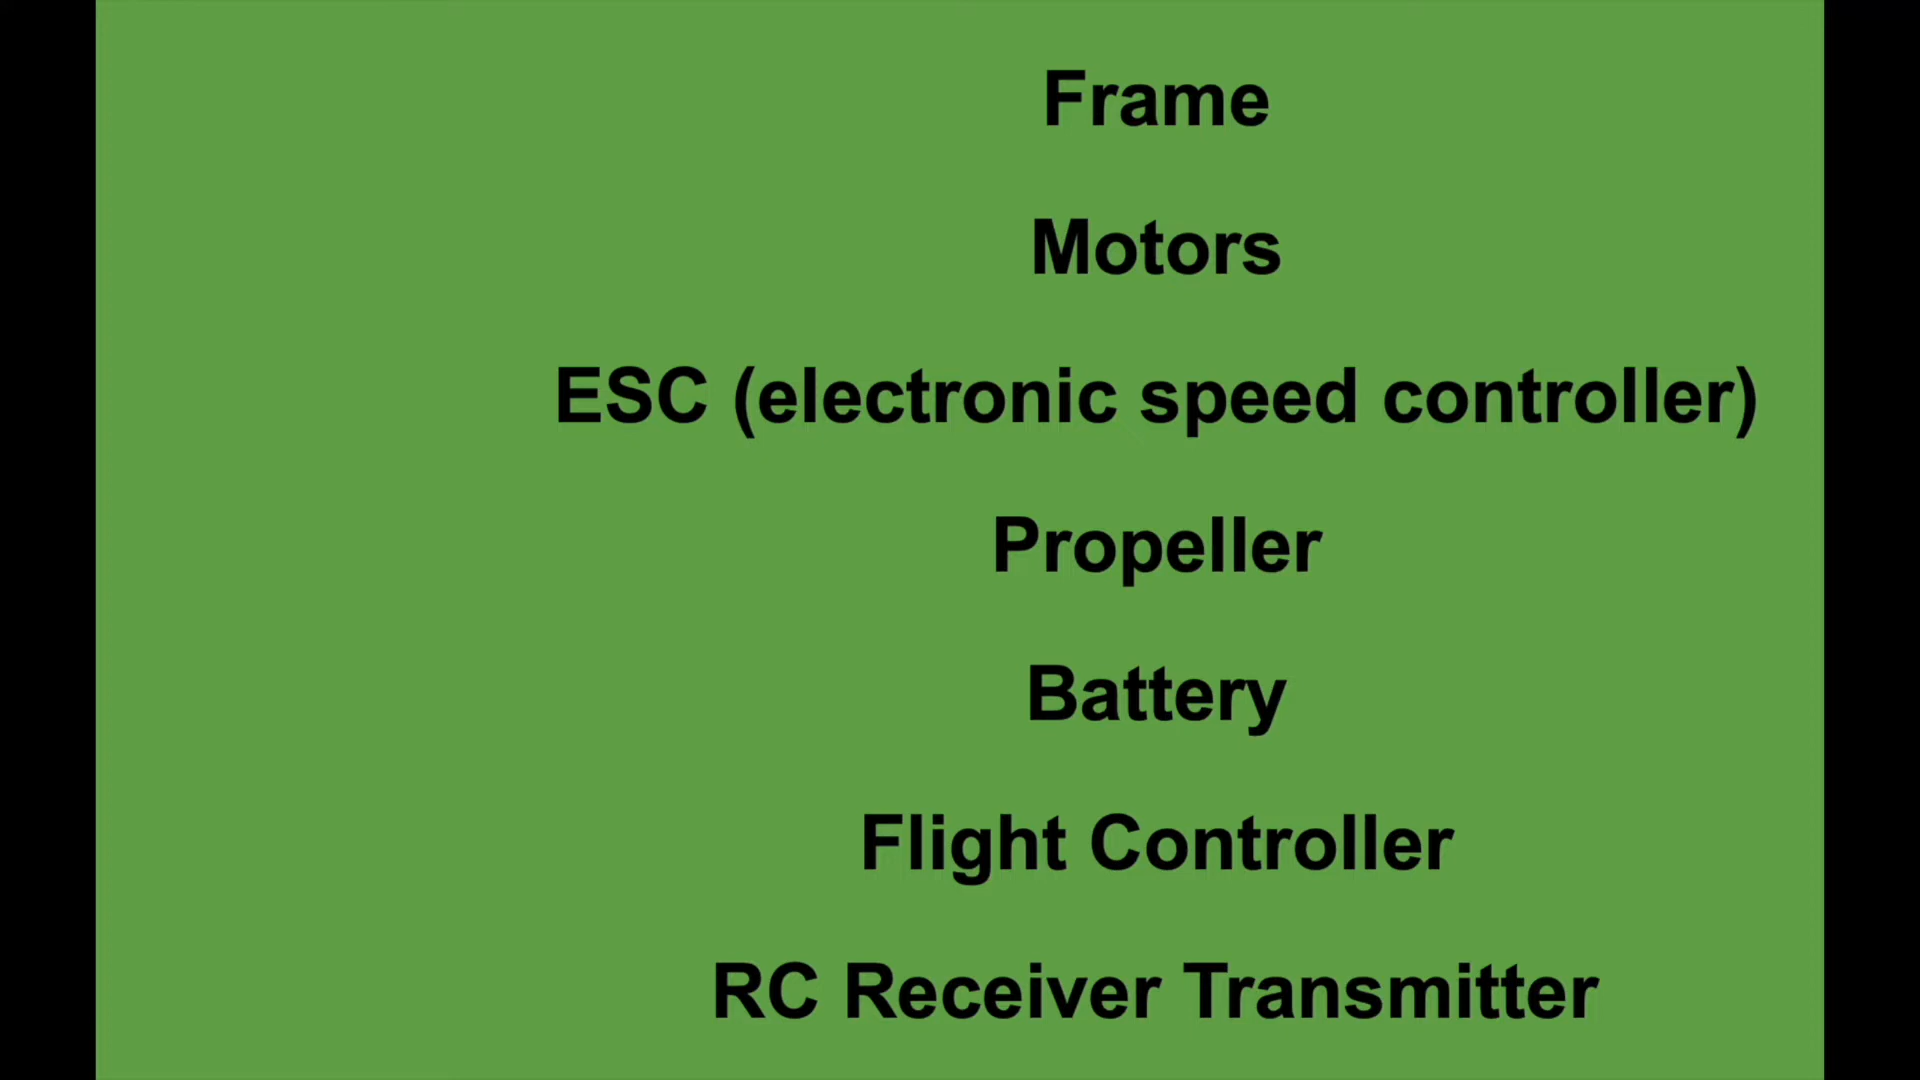 Frame
Motors
ESC (electronic speed controller)
Propeller
Battery
Flight Controller
RC Receiver Transmitter